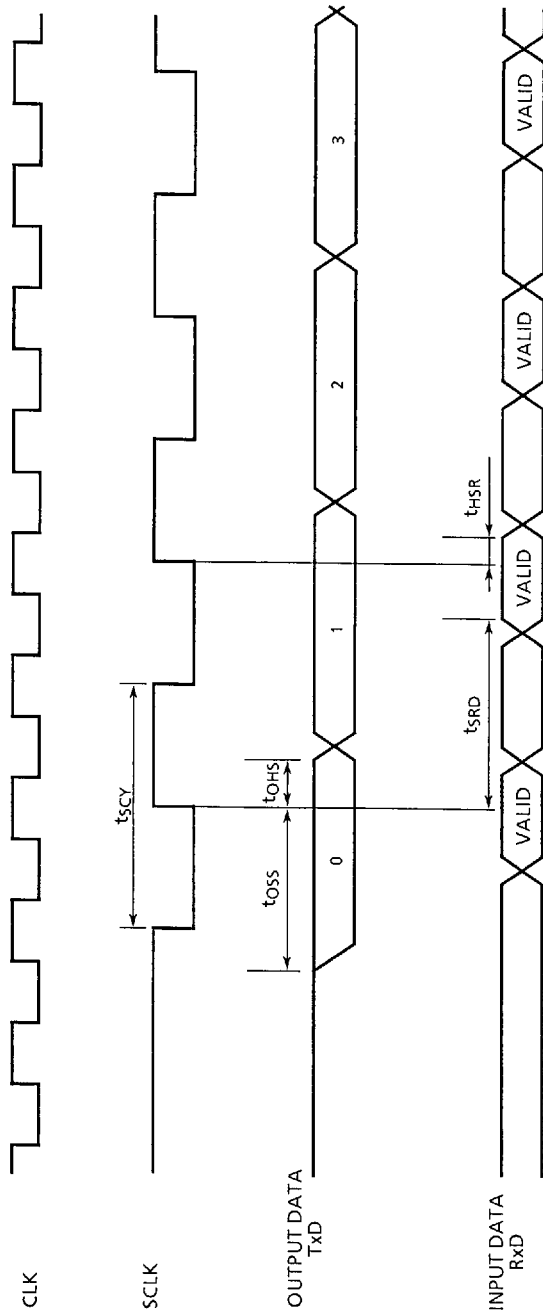 CLK
SCLK
tSCY
OUTPUT DATA
TxD
tOSS
tOHS
0
1
2
3
tSRD
tHSR
INPUT DATA
RxD
VALID
VALID
VALID
VALID